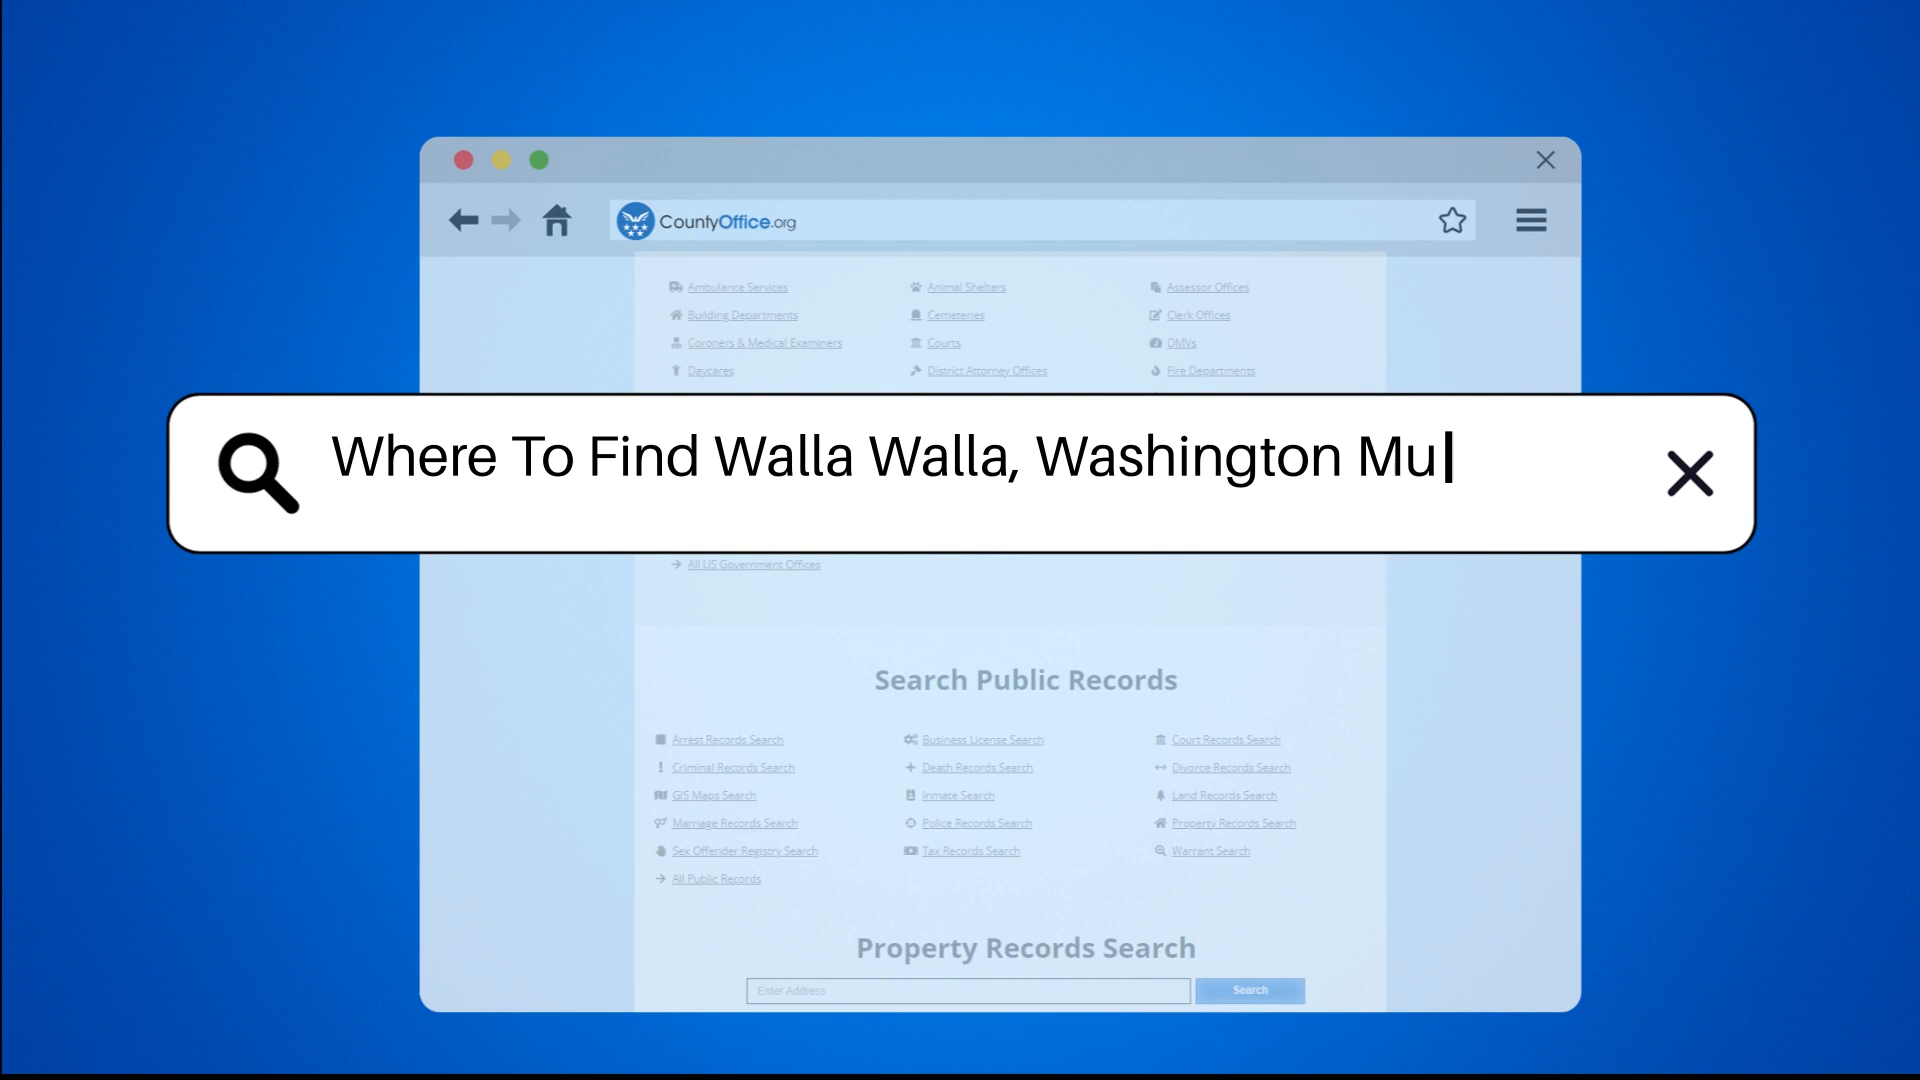 CountyOffice.org
Ambulance Services Animal Shelters Assessor Offices
Building Departments Cemeteries Clerk Offices
Coroners & Medical Examiners Courts DMVs
Daycares District Attorney Offices Fire Departments
Where To Find Walla Walla, Washington Mu
All US Government Offices
Search Public Records
Arrest Records Search Business License Search Court Records Search
Criminal Records Search Death Records Search Divorce Records Search
GIS Maps Search Inmate Search Land Records Search
Marriage Records Search Police Records Search Property Records Search
Sex Offender Registry Search Tax Records Search Warrant Search
All Public Records
Property Records Search
Enter Address Search